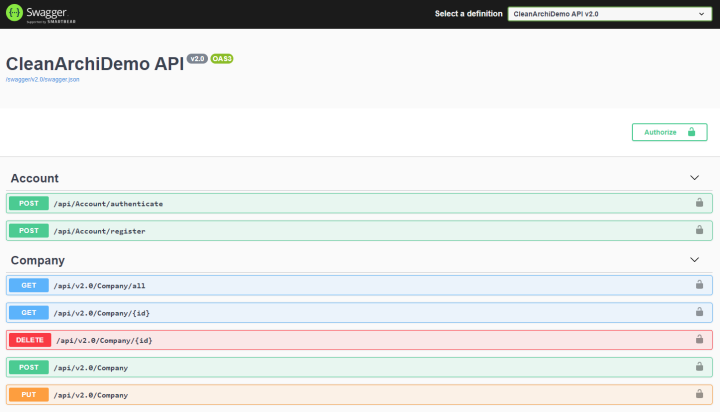 Swagger
Supported by SMARTBEAR
Select a definition
CleanArchiDemo API v2.0
CleanArchiDemo API v2.0 OAS3
/swagger/v2.0/swagger.json
Authorize
Account
POST /api/Account/authenticate
POST /api/Account/register
Company
GET /api/v2.0/Company/all
GET /api/v2.0/Company/{id}
DELETE /api/v2.0/Company/{id}
POST /api/v2.0/Company
PUT /api/v2.0/Company